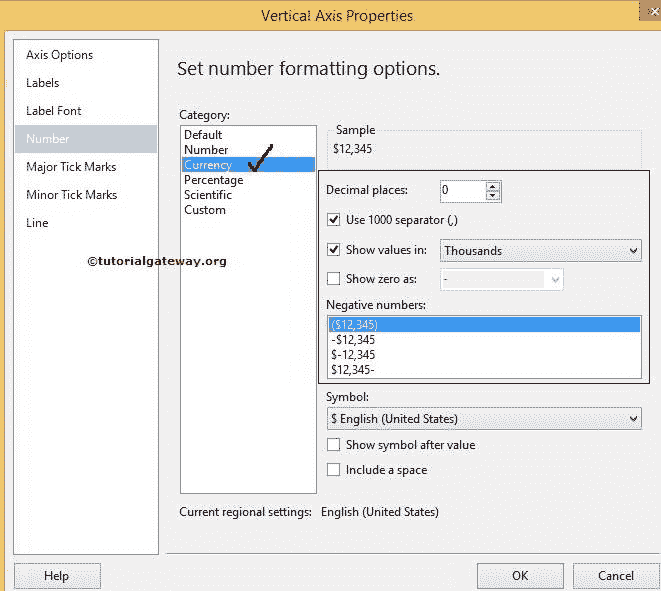 Vertical Axis Properties
Axis Options
Labels
Label Font
Number
Major Tick Marks
Minor Tick Marks
Line
©tutorialgateway.org
Set number formatting options.
Category:
Default
Number
Currency
Percentage
Scientific
Custom
Sample
$12,345
Decimal places: 0
Use 1000 separator (,)
Show values in: Thousands
Show zero as: -
Negative numbers:
($12,345)
-$12,345
$-12,345
$12,345-
Symbol:
$ English (United States)
Show symbol after value
Include a space
Current regional settings: English (United States)
Help OK Cancel